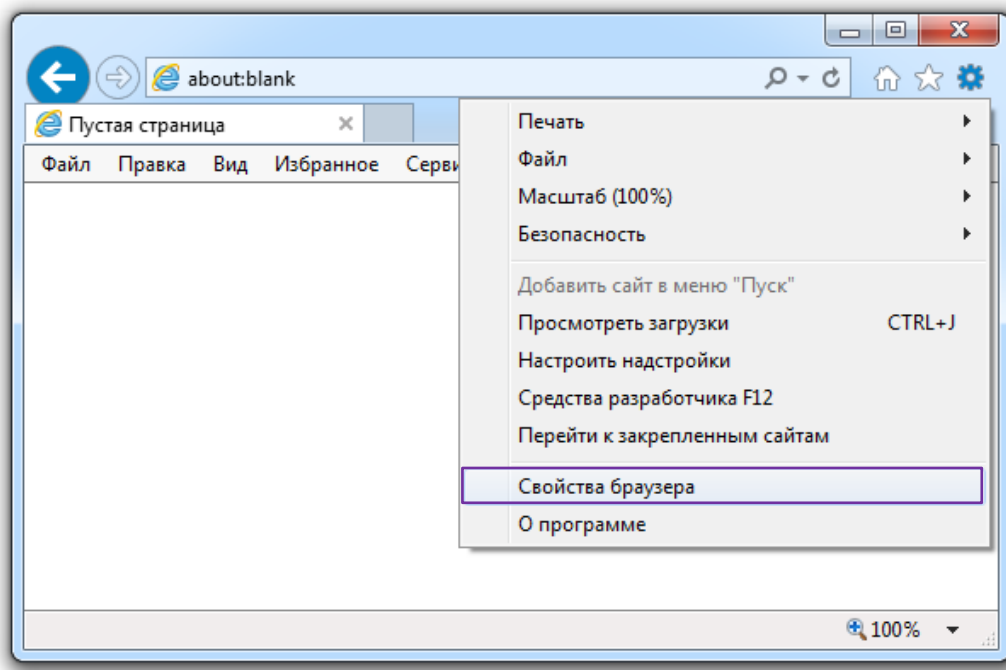 about:blank
Пустая страница
Файл Правка Вид Избранное Серви
Печать
Файл
Масштаб (100%)
Безопасность
Добавить сайт в меню "Пуск"
Просмотреть загрузки CTRL+J
Настроить надстройки
Средства разработчика F12
Перейти к закрепленным сайтам
Свойства браузера
О программе
100%